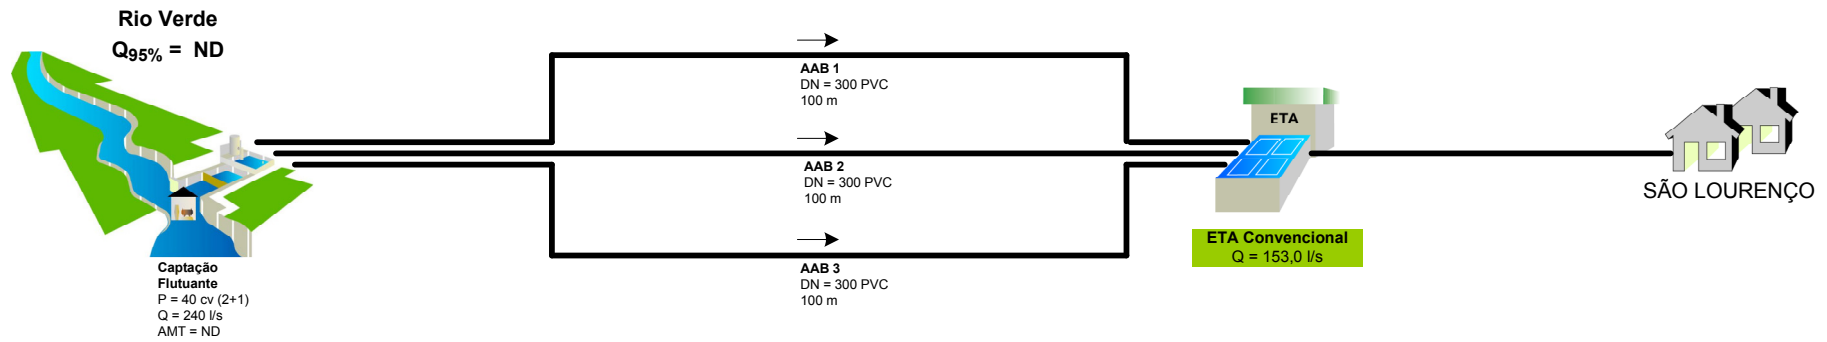 Rio Verde
Q95% = ND
AAB 1
DN = 300 PVC
100 m
AAB 2
DN = 300 PVC
100 m
AAB 3
DN = 300 PVC
100 m
Captação
Flutuante
P = 40 cv (2+1)
Q = 240 l/s
AMT = ND
ETA
ETA Convencional
Q = 153,0 l/s
SÃO LOURENÇO